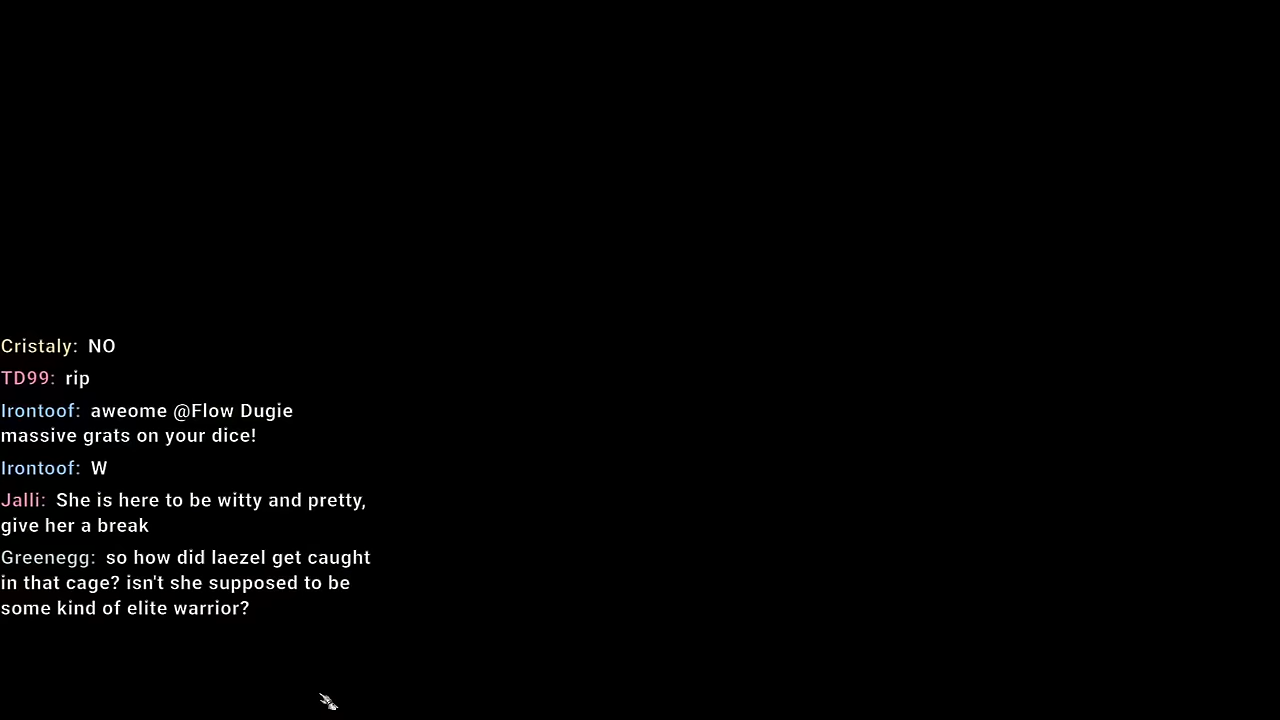 Cristaly: NO
TD99: rip
Irontoof: aweome @Flow Dugie
massive grats on your dice!
Irontoof: W
Jalli: She is here to be witty and pretty,
give her a break
Greenegg: so how did laezel get caught
in that cage? isn't she supposed to be
some kind of elite warrior?